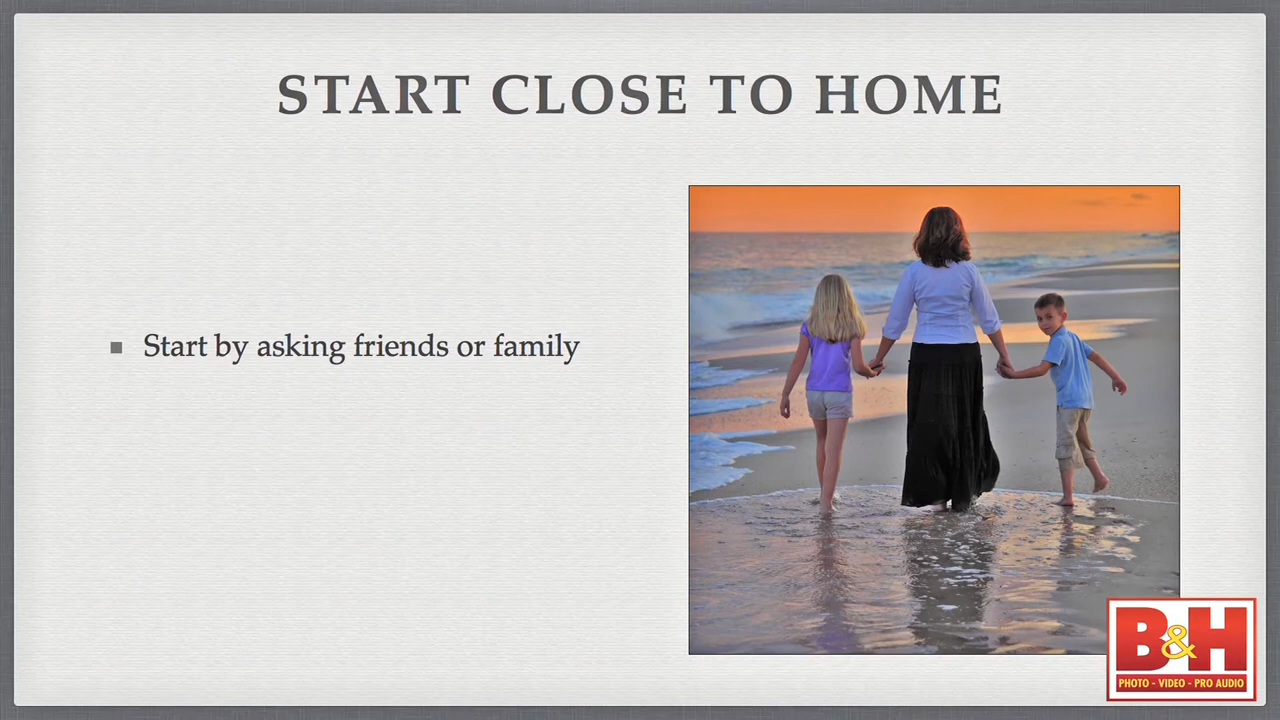 START CLOSE TO HOME
Start by asking friends or family
B&H
PHOTO - VIDEO - PRO AUDIO